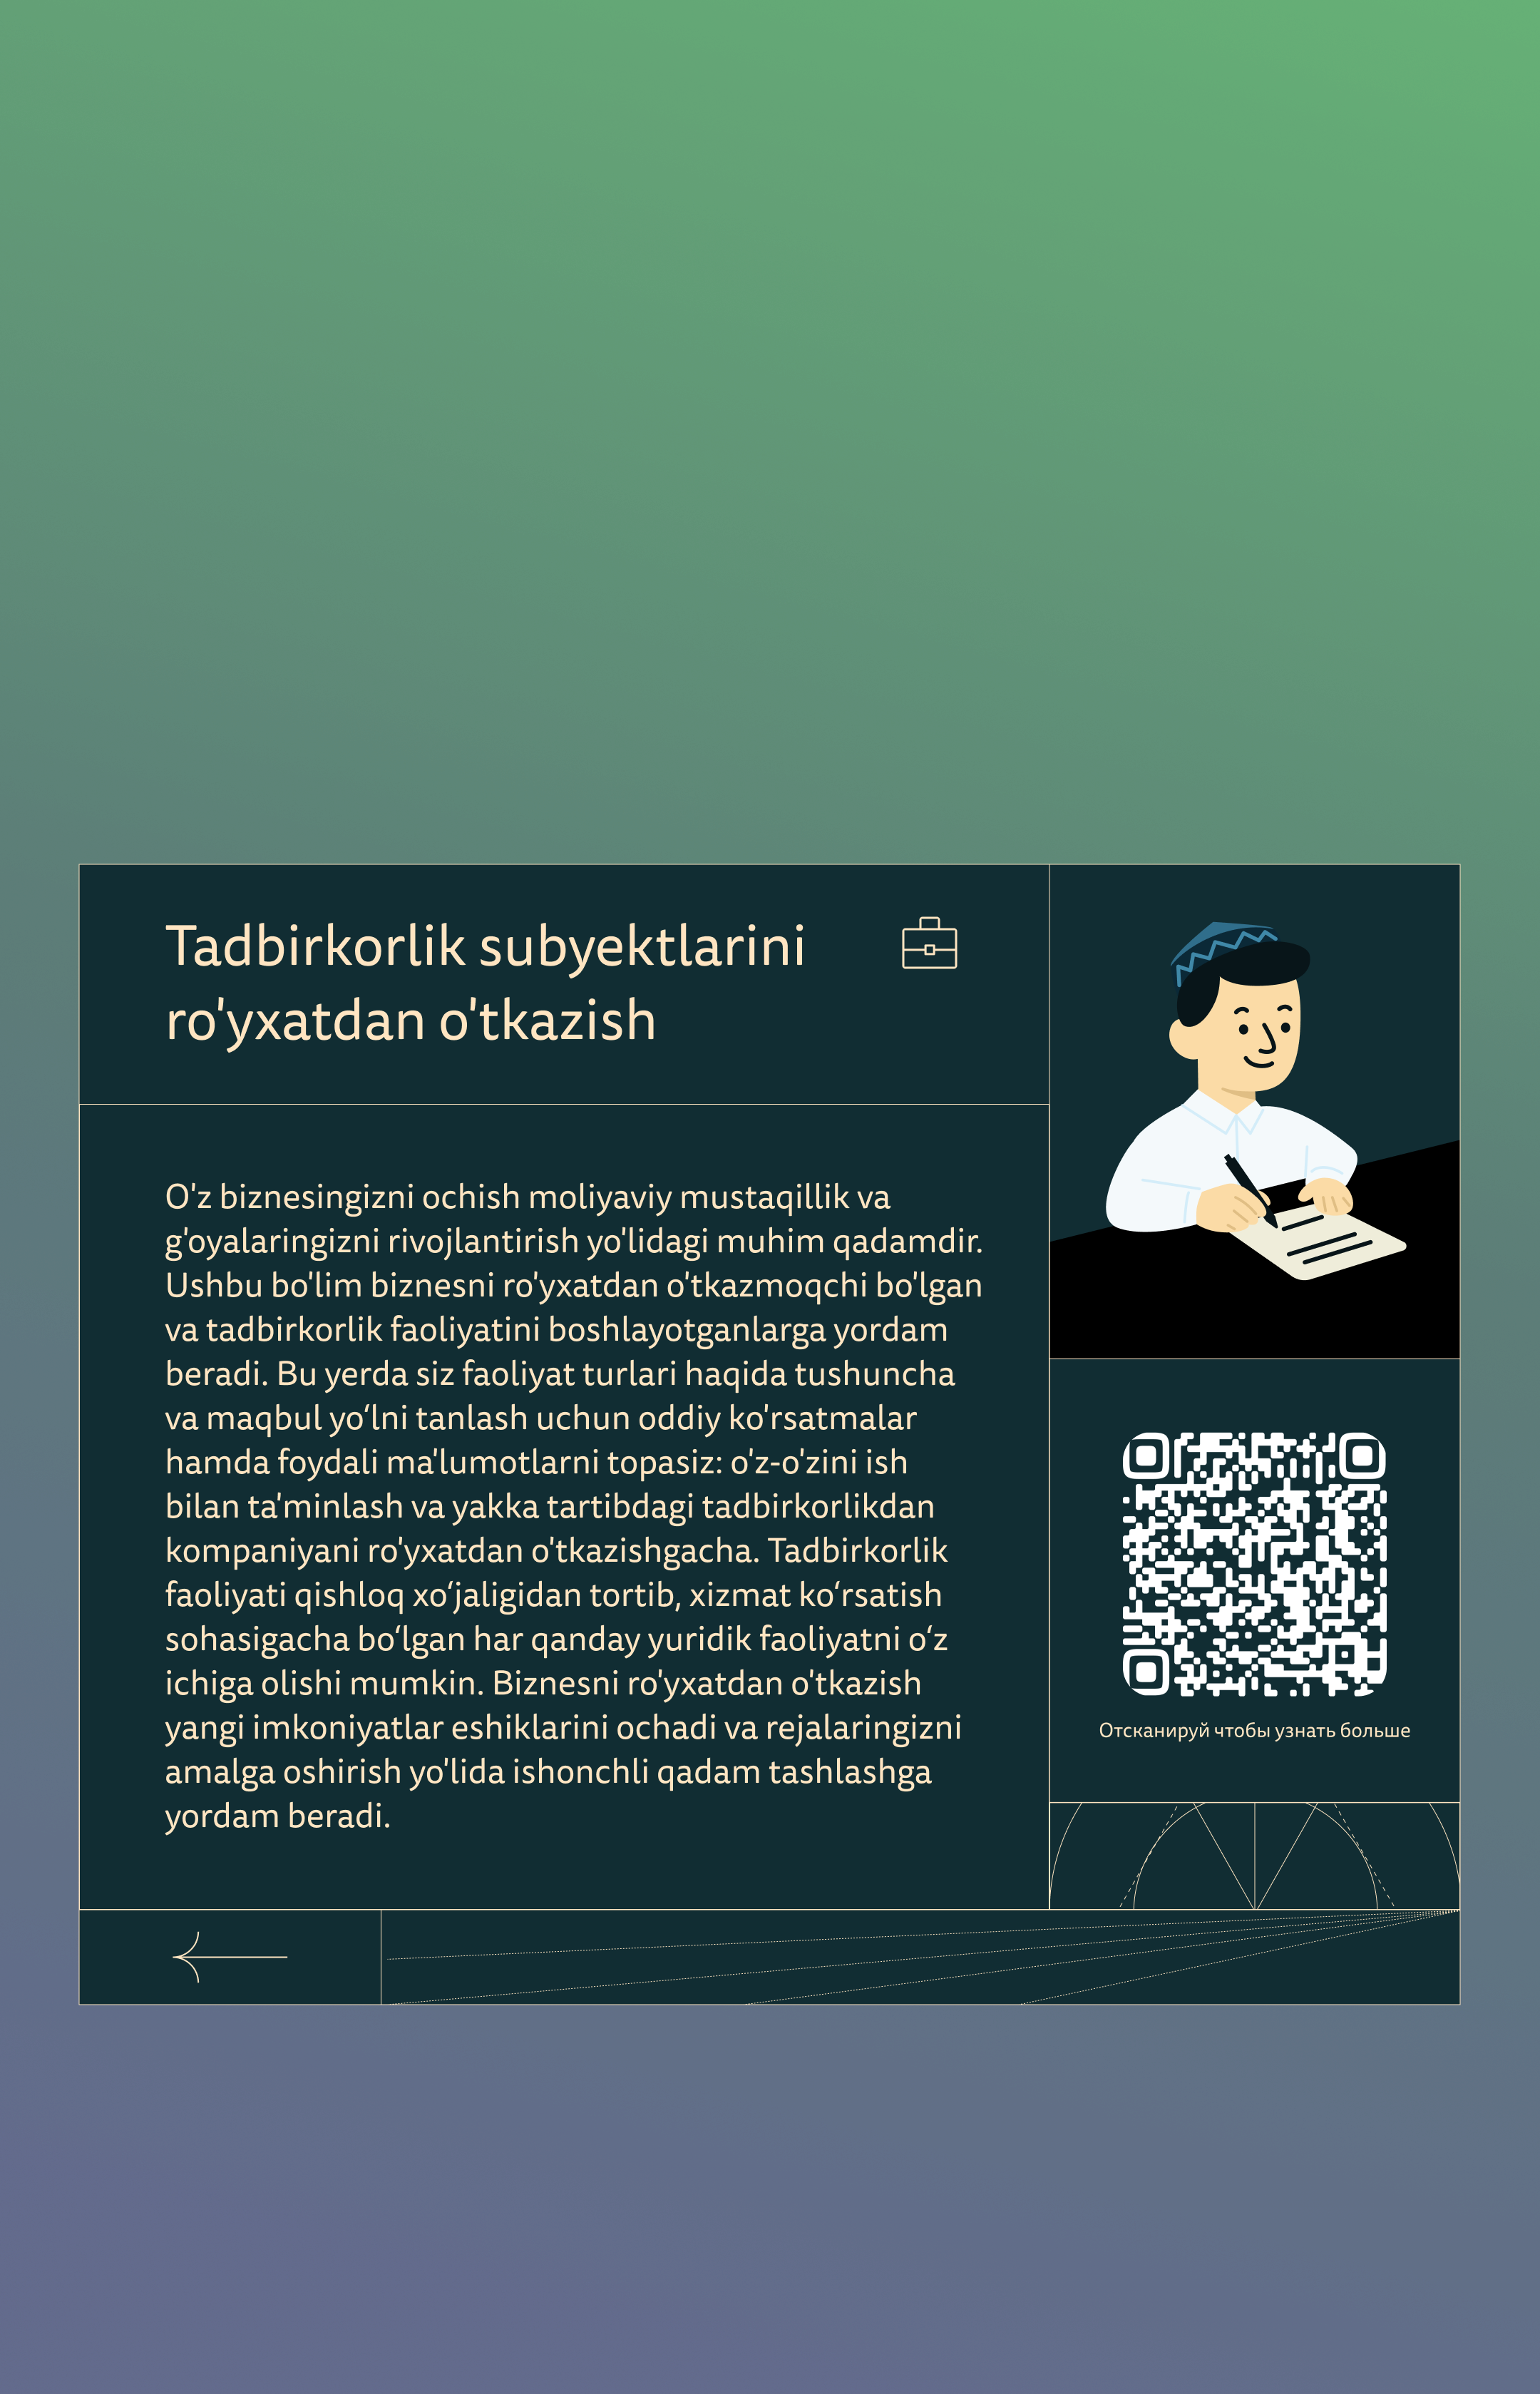 Tadbirkorlik subyektlarini
ro'yxatdan o'tkazish
O'z biznesingizni ochish moliyaviy mustaqillik va
g'oyalaringizni rivojlantirish yo'lidagi muhim qadamdir.
Ushbu bo'lim biznesni ro'yxatdan o'tkazmoqchi bo'lgan
va tadbirkorlik faoliyatini boshlayotganlarga yordam
beradi. Bu yerda siz faoliyat turlari haqida tushuncha
va maqbul yo‘lni tanlash uchun oddiy ko'rsatmalar
hamda foydali ma'lumotlarni topasiz: o'z-o'zini ish
bilan ta'minlash va yakka tartibdagi tadbirkorlikdan
kompaniyani ro'yxatdan o'tkazishgacha. Tadbirkorlik
faoliyati qishloq xo‘jaligidan tortib, xizmat ko‘rsatish
sohasigacha bo‘lgan har qanday yuridik faoliyatni o‘z
ichiga olishi mumkin. Biznesni ro'yxatdan o'tkazish
yangi imkoniyatlar eshiklarini ochadi va rejalaringizni
amalga oshirish yo'lida ishonchli qadam tashlashga
yordam beradi.
Отсканируй чтобы узнать больше